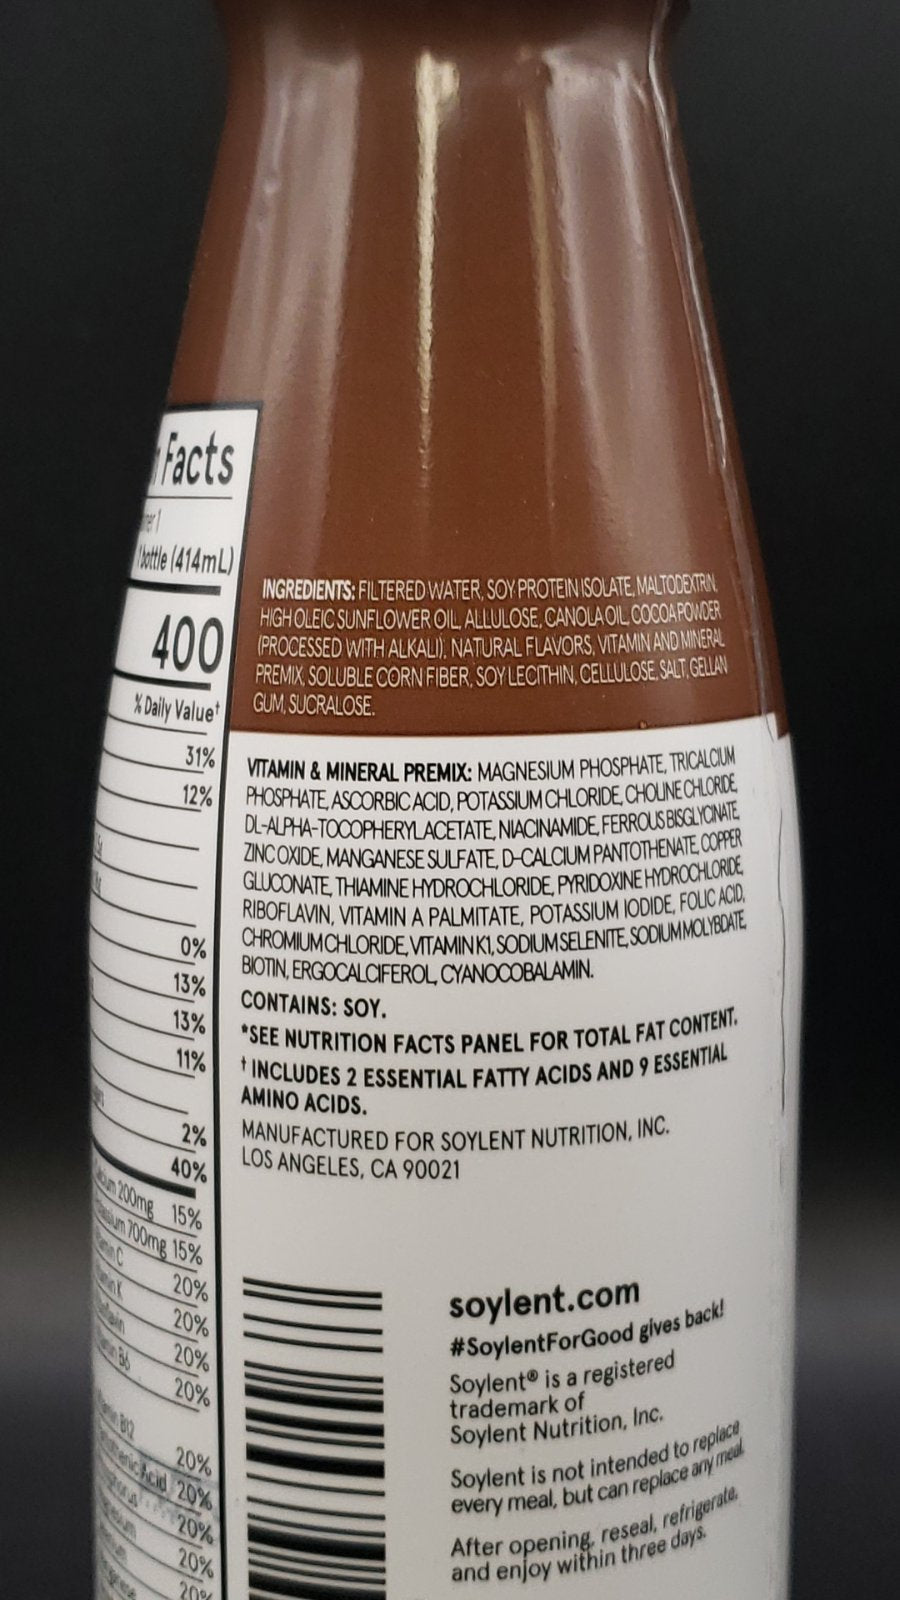 Facts
1 bottle (414mL)
400
% Daily Value†
31%
12%
0%
13%
13%
11%
2%
40%
200mg 15%
700mg 15%
20%
20%
20%
20%
B12
20%
Acid 20%
20%
20%
20%
INGREDIENTS: FILTERED WATER, SOY PROTEIN ISOLATE, MALTODEXTRIN,
HIGH OLEIC SUNFLOWER OIL, ALLULOSE, CANOLA OIL, COCOA POWDER
(PROCESSED WITH ALKALI), NATURAL FLAVORS, VITAMIN AND MINERAL
PREMIX, SOLUBLE CORN FIBER, SOY LECITHIN, CELLULOSE, SALT, GELLAN
GUM, SUCRALOSE.
VITAMIN & MINERAL PREMIX: MAGNESIUM PHOSPHATE, TRICALCIUM
PHOSPHATE, ASCORBIC ACID, POTASSIUM CHLORIDE, CHOLINE CHLORIDE,
DL-ALPHA-TOCOPHERYL ACETATE, NIACINAMIDE, FERROUS BISGLYCINATE,
ZINC OXIDE, MANGANESE SULFATE, D-CALCIUM PANTOTHENATE, COPPER
GLUCONATE, THIAMINE HYDROCHLORIDE, PYRIDOXINE HYDROCHLORIDE,
RIBOFLAVIN, VITAMIN A PALMITATE, POTASSIUM IODIDE, FOLIC ACID,
CHROMIUM CHLORIDE, VITAMIN K1, SODIUM SELENITE, SODIUM MOLYBDATE,
BIOTIN, ERGOCALCIFEROL, CYANOCOBALAMIN.
CONTAINS: SOY.
*SEE NUTRITION FACTS PANEL FOR TOTAL FAT CONTENT.
† INCLUDES 2 ESSENTIAL FATTY ACIDS AND 9 ESSENTIAL
AMINO ACIDS.
MANUFACTURED FOR SOYLENT NUTRITION, INC.
LOS ANGELES, CA 90021
soylent.com
#SoylentForGood gives back!
Soylent® is a registered
trademark of
Soylent Nutrition, Inc.
Soylent is not intended to replace
every meal, but can replace any meal.
After opening, reseal, refrigerate,
and enjoy within three days.